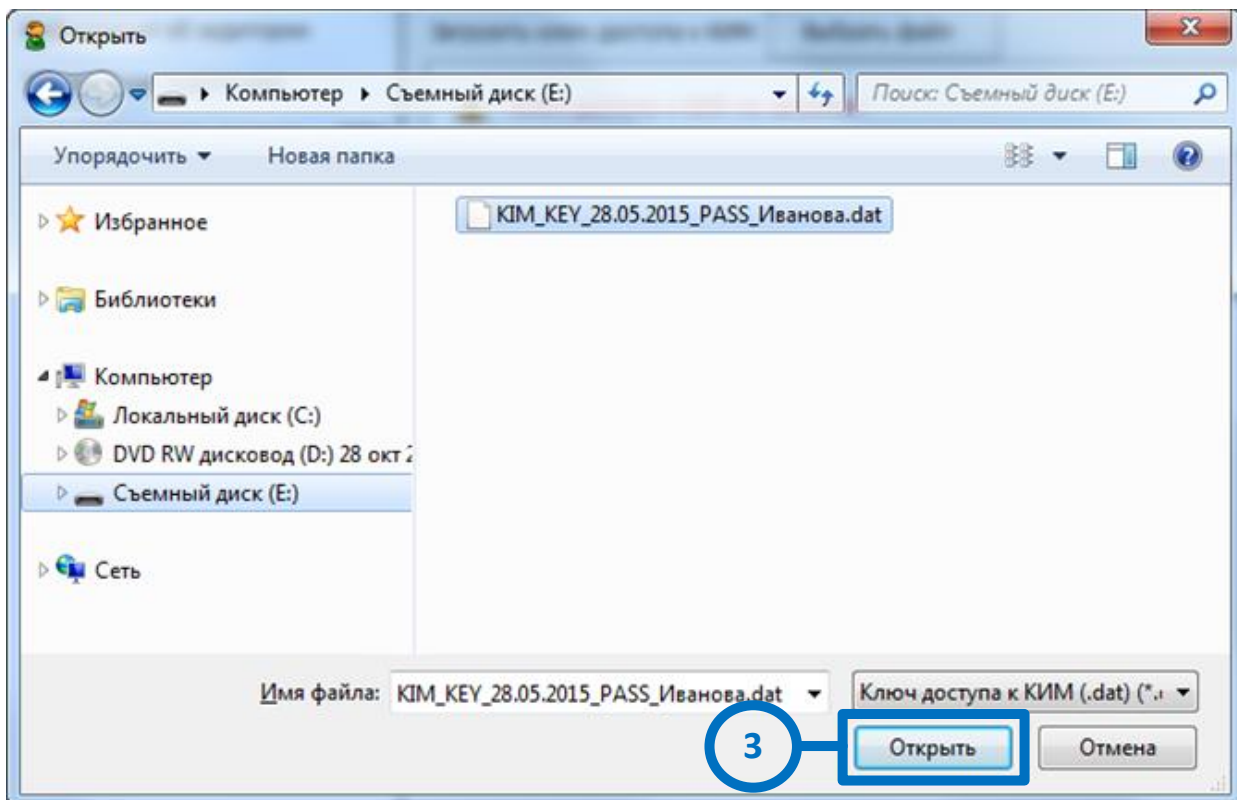 Открыть
Компьютер Съемный диск (E:)
Поиск: Съемный диск (E:)
Упорядочить
Новая папка
Избранное
KIM_KEY_28.05.2015_PASS_Иванова.dat
Библиотеки
Компьютер
Локальный диск (C:)
DVD RW дисковод (D:) 28 окт 2
Съемный диск (E:)
Сеть
Имя файла: KIM_KEY_28.05.2015_PASS_Иванова.dat
Ключ доступа к КИМ (.dat) (*.
3
Открыть
Отмена